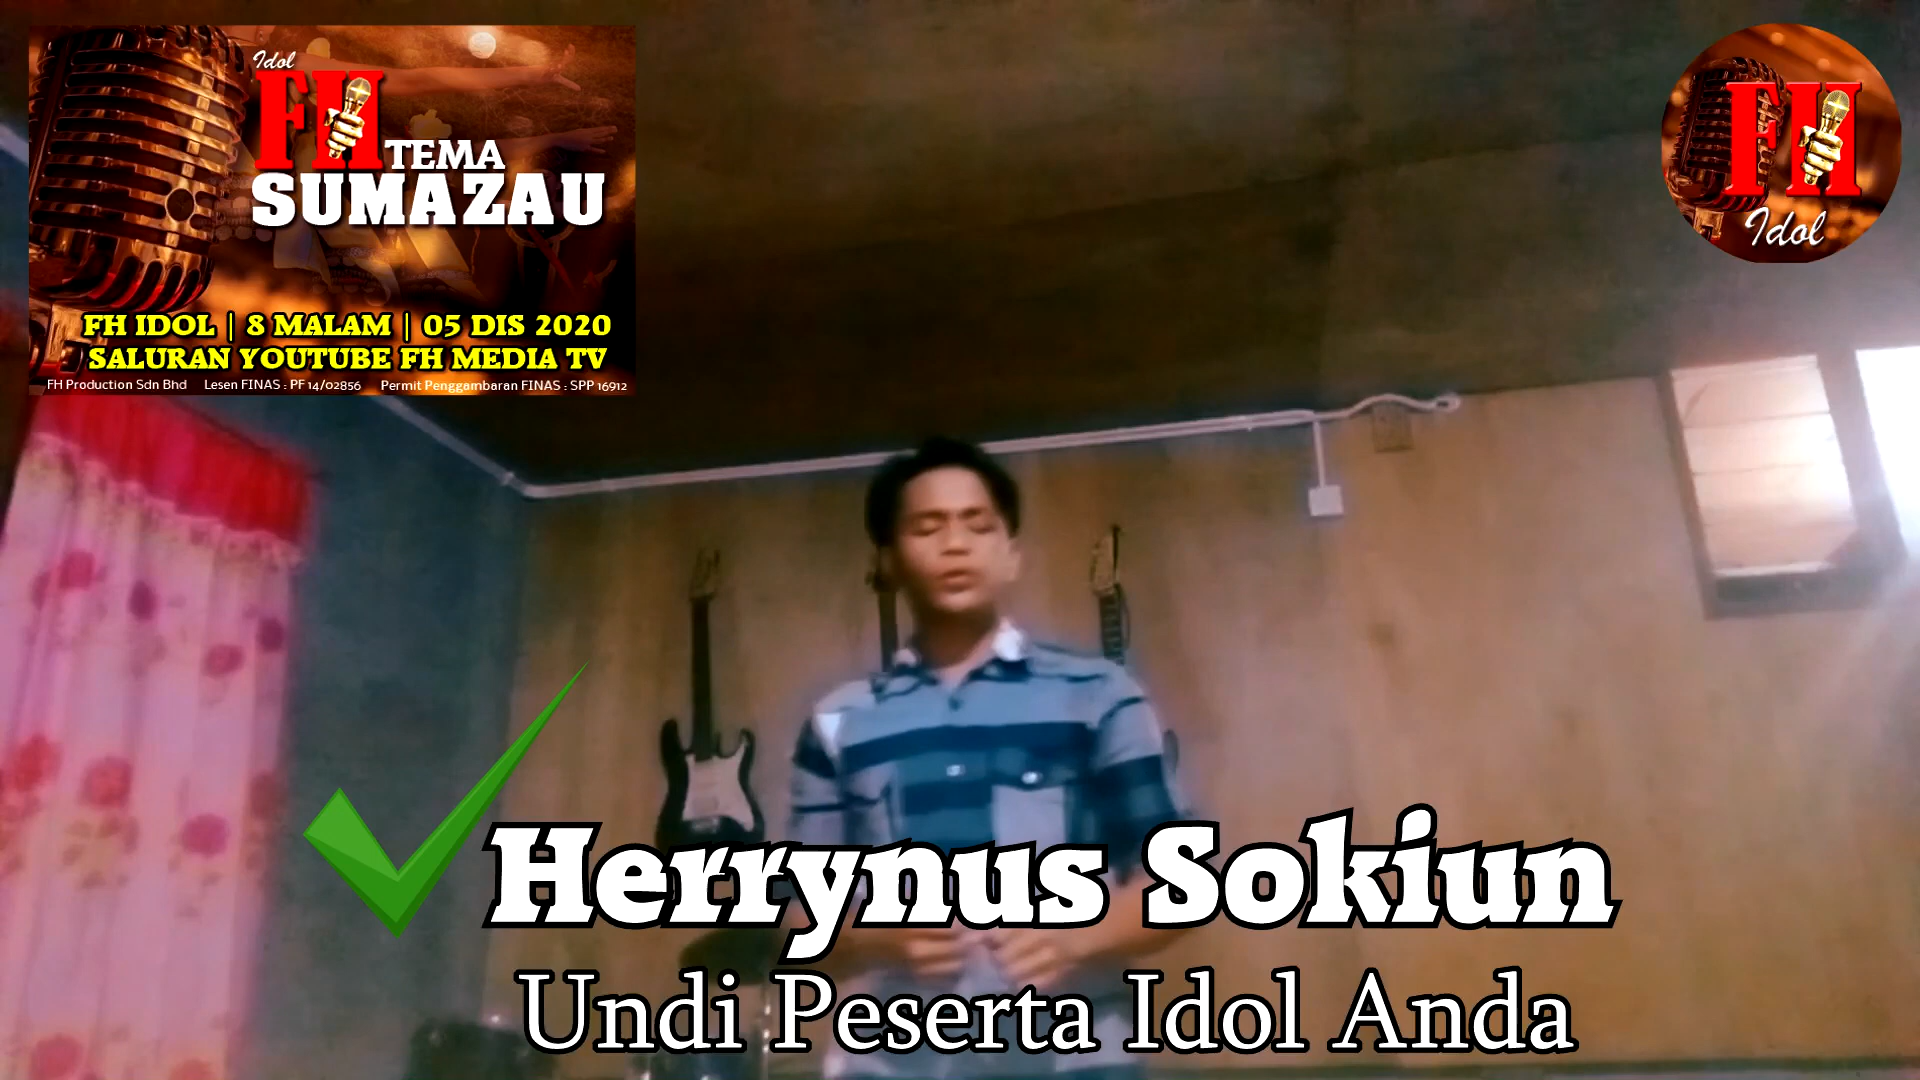 Idol
FH TEMA
SUMAZAU
FH IDOL | 8 MALAM | 05 DIS 2020
SALURAN YOUTUBE FH MEDIA TV
FH Production Sdn Bhd Lesen FINAS : PF 14/02856 Permit Penggambaran FINAS : SPP 16912
FH
Idol
Herrynus Sokiun
Undi Peserta Idol Anda